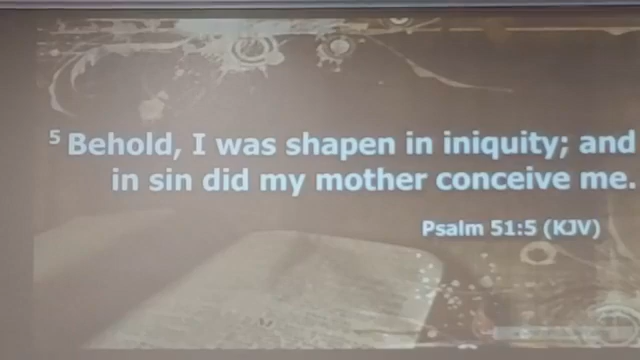 5 Behold, I was shapen in iniquity; and
in sin did my mother conceive me.
Psalm 51:5 (KJV)